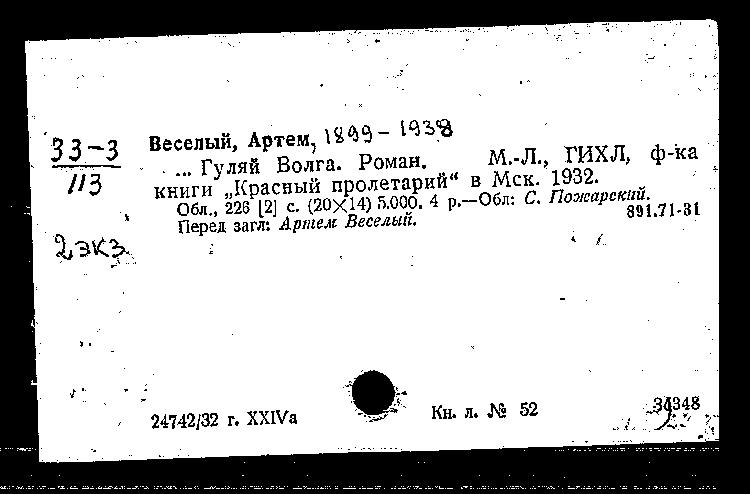 33-3
113
2 экз
Веселый, Артем, 1899-1938
... Гуляй Волга. Роман. М.-Л., ГИХЛ, ф-ка
книги „Красный пролетарий“ в Мск. 1932.
Обл., 226 [2] с. (20×14) 5.000. 4 р.—Обл: С. Пожарский.
891.71-31
Перед загл: Артем Веселый.
24742/32 г. XXIVa
Кн. л. № 52
34348